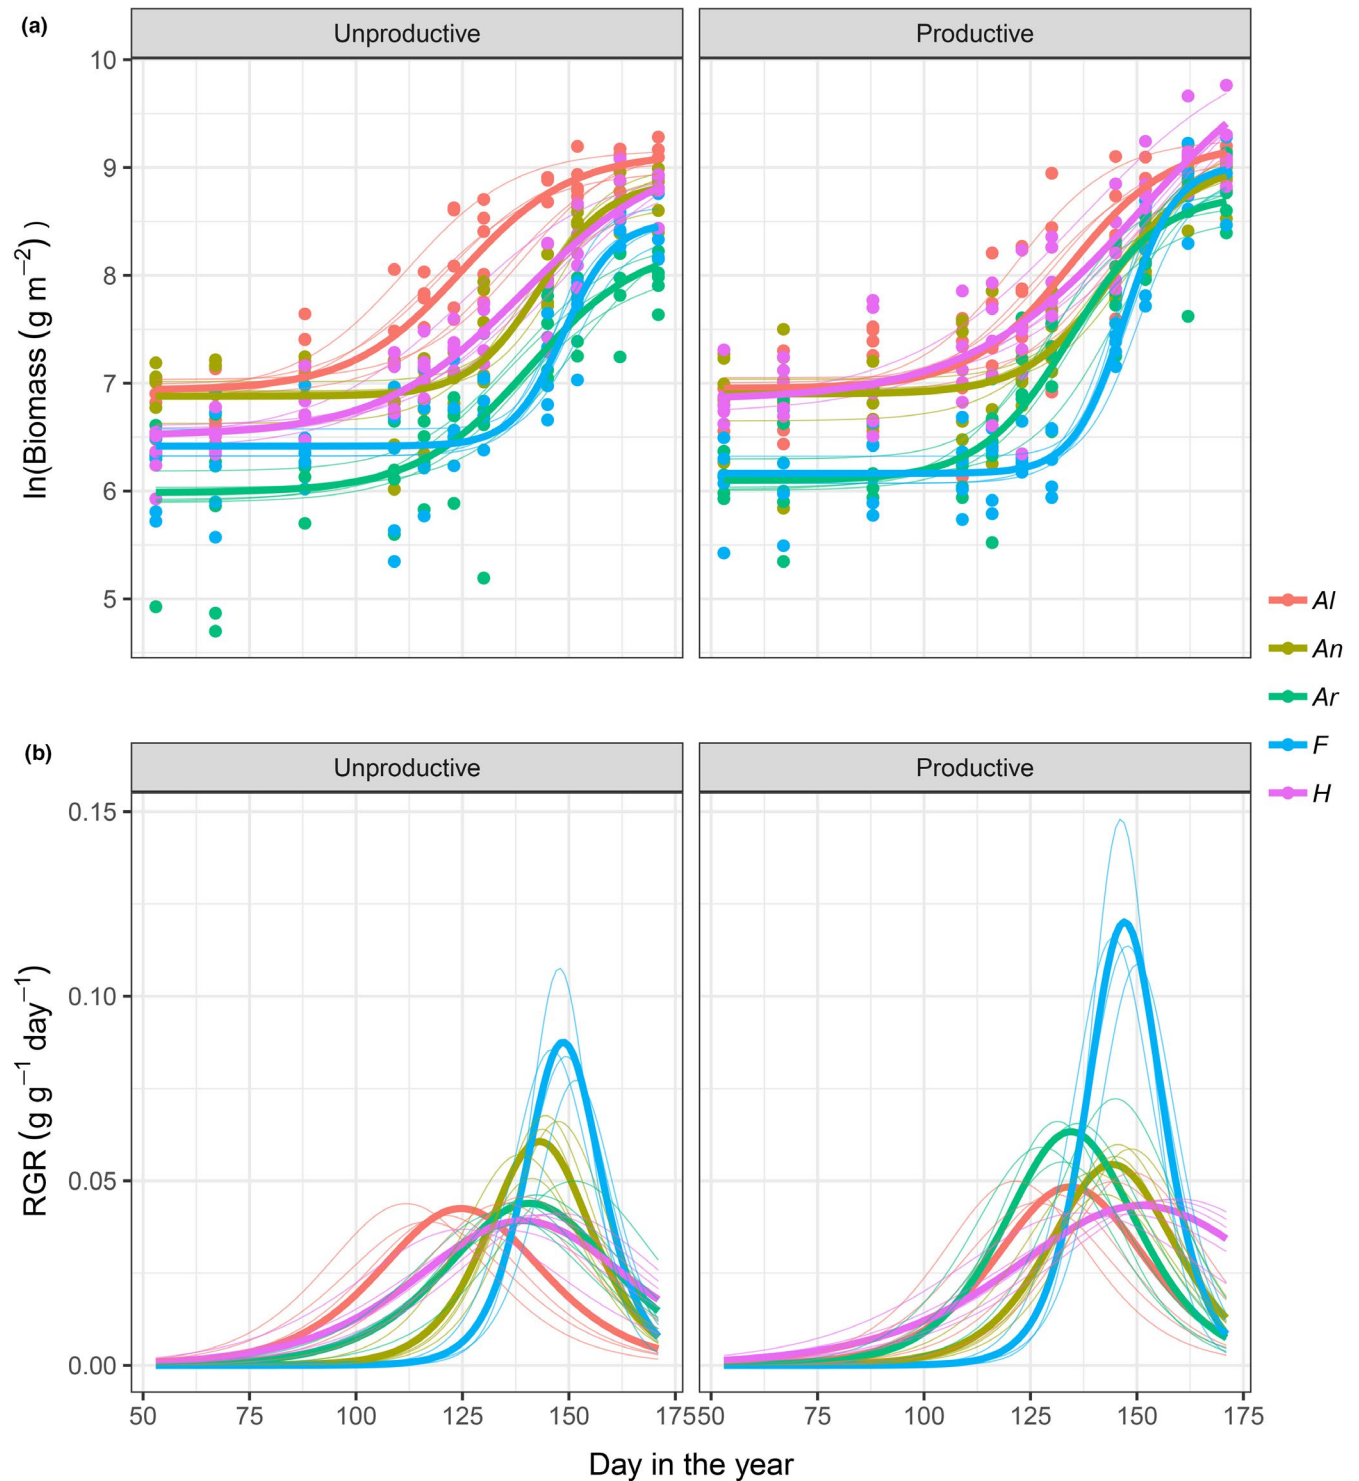 (a)
Unproductive
Productive
10
9
8
7
6
5
ln(Biomass (g m⁻²) )
Al
An
Ar
F
H
(b)
Unproductive
Productive
0.15
0.10
0.05
0.00
RGR (g g⁻¹ day⁻¹)
50 75 100 125 150 175 50 75 100 125 150 175
Day in the year